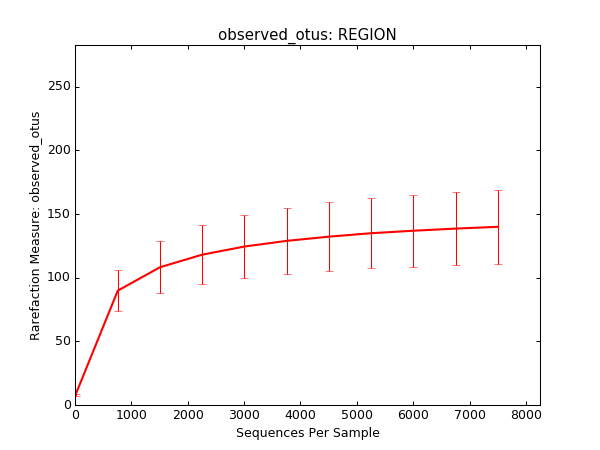 observed_otus: REGION
250
200
150
100
50
0
Rarefaction Measure: observed_otus
0 1000 2000 3000 4000 5000 6000 7000 8000
Sequences Per Sample